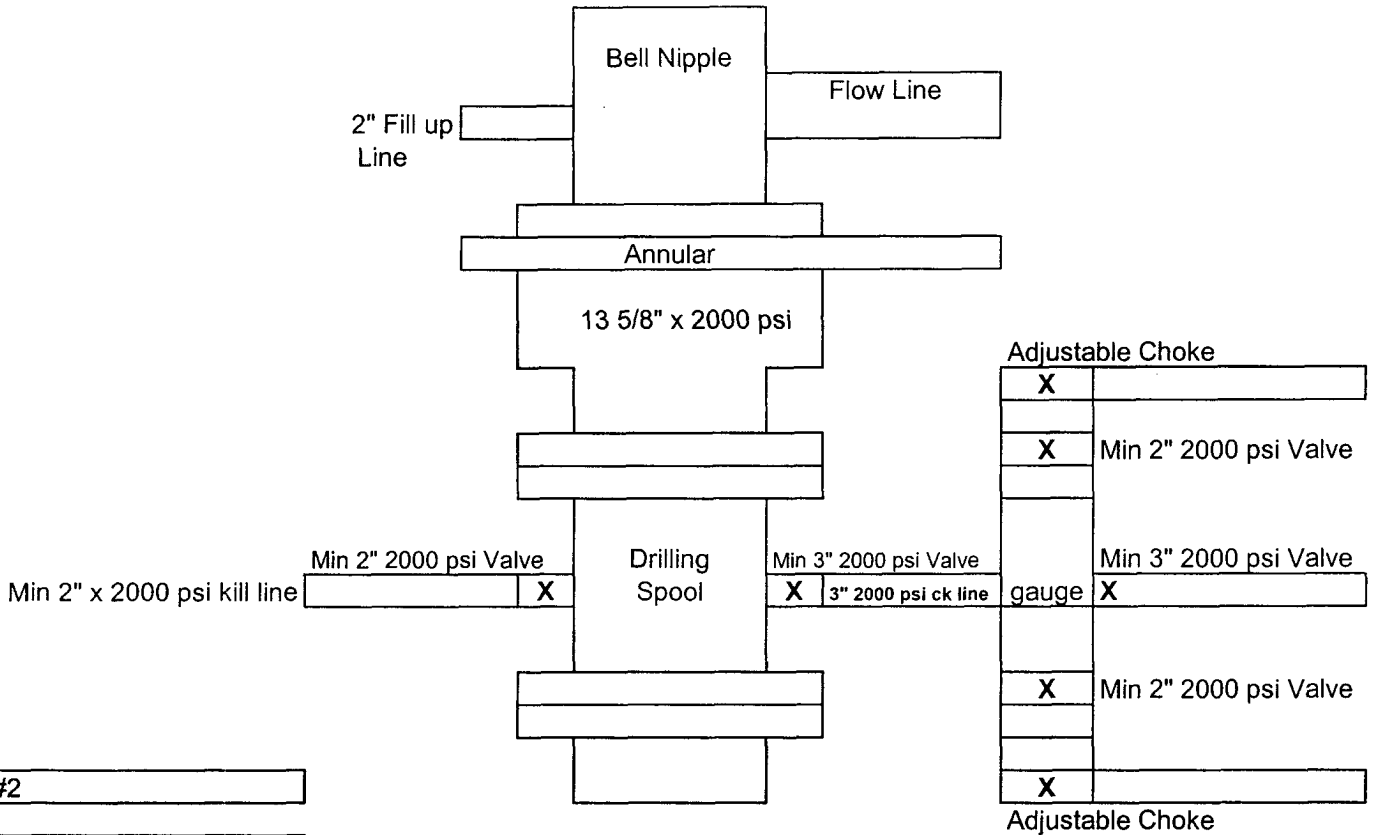 Bell Nipple
Flow Line
2" Fill up
Line
Annular
13 5/8" x 2000 psi
Adjustable Choke
X
X Min 2" 2000 psi Valve
Min 2" 2000 psi Valve
Drilling
Min 3" 2000 psi Valve
Min 3" 2000 psi Valve
Min 2" x 2000 psi kill line
X
Spool
X 3" 2000 psi ck line gauge X
X Min 2" 2000 psi Valve
#2
X
Adjustable Choke